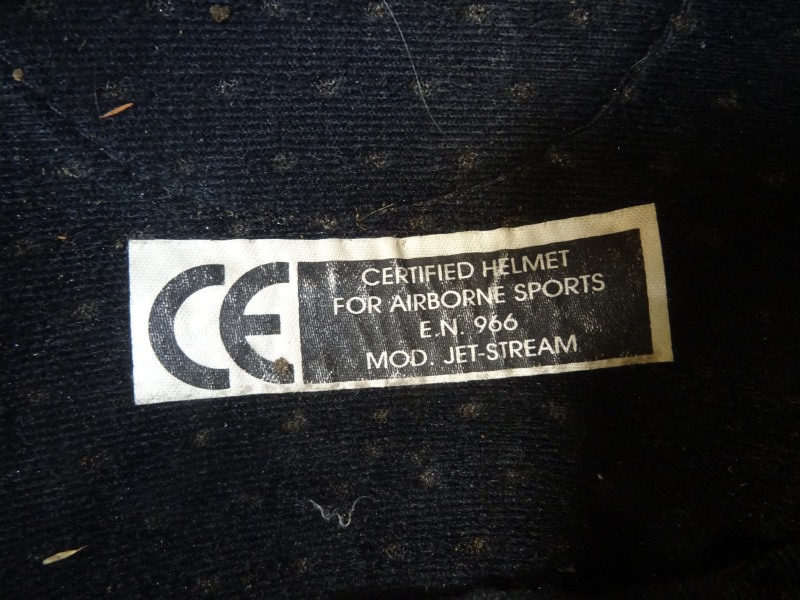 CE
CERTIFIED HELMET
FOR AIRBORNE SPORTS
E.N. 966
MOD. JET-STREAM